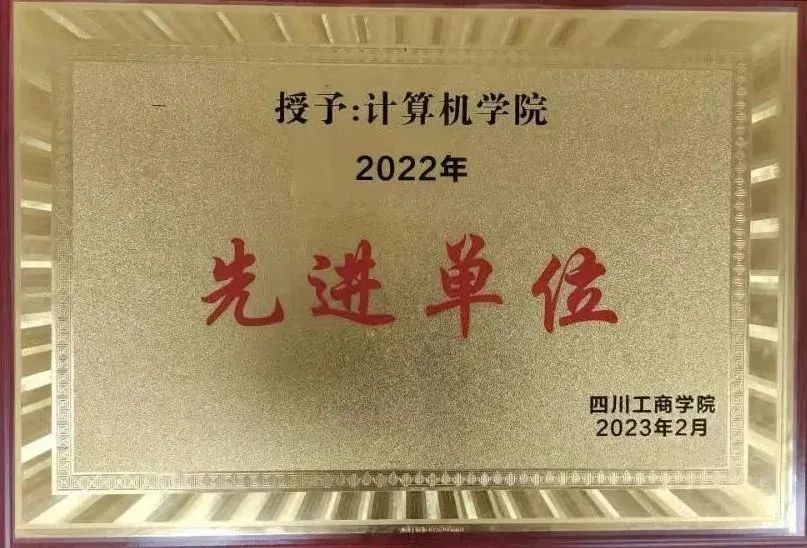 授予:计算机学院
2022年
先进单位
四川工商学院
2023年2月